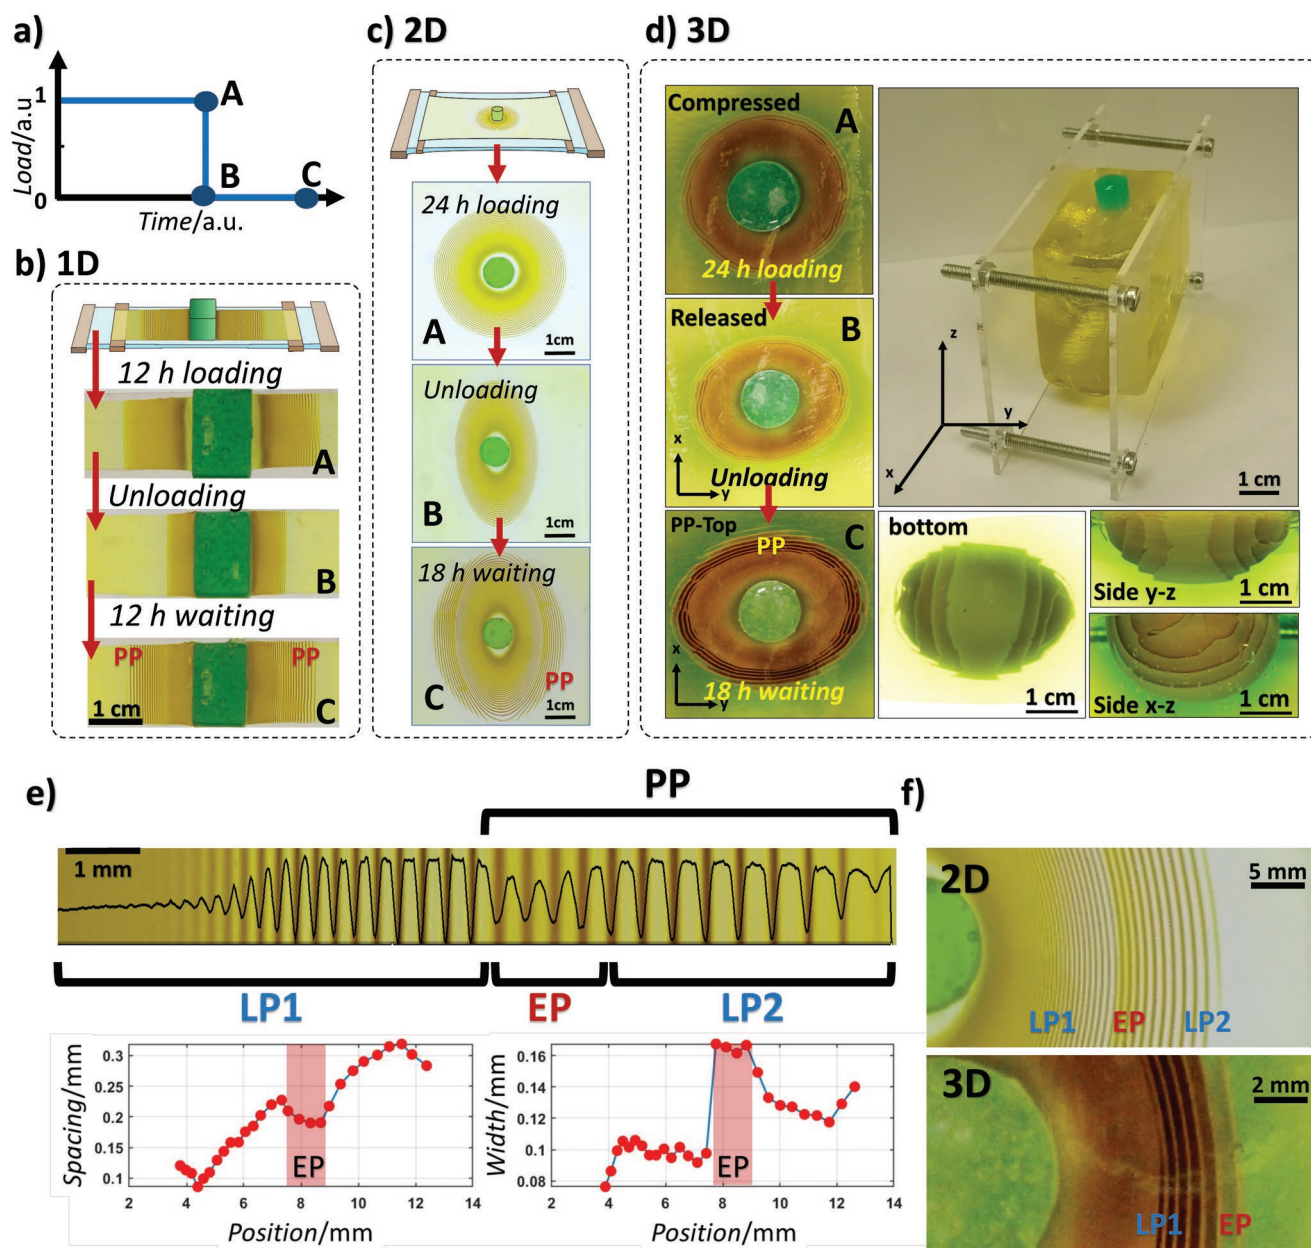 a)
Load/a.u
1
0
A
B
C
Time/a.u.
b) 1D
12 h loading
A
Unloading
B
12 h waiting
PP
PP
1 cm
C
c) 2D
24 h loading
A
1cm
Unloading
B
1cm
18 h waiting
PP
C
1cm
d) 3D
Compressed
A
24 h loading
Released
B
x
y
Unloading
PP-Top
PP
C
x
y
18 h waiting
z
y
x
1 cm
bottom
1 cm
Side y-z
1 cm
Side x-z
1 cm
e)
PP
1 mm
LP1
EP
LP2
Spacing/mm
0.3
0.25
0.2
0.15
0.1
EP
2 4 6 8 10 12 14
Position/mm
Width/mm
0.16
0.14
0.12
0.1
0.08
EP
2 4 6 8 10 12 14
Position/mm
f)
2D
5 mm
LP1
EP
LP2
3D
2 mm
LP1
EP